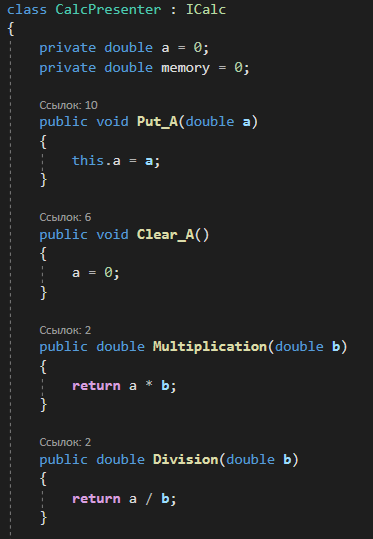 class CalcPresenter : ICalc
{
private double a = 0;
private double memory = 0;
Ссылок: 10
public void Put_A(double a)
{
this.a = a;
}
Ссылок: 6
public void Clear_A()
{
a = 0;
}
Ссылок: 2
public double Multiplication(double b)
{
return a * b;
}
Ссылок: 2
public double Division(double b)
{
return a / b;
}